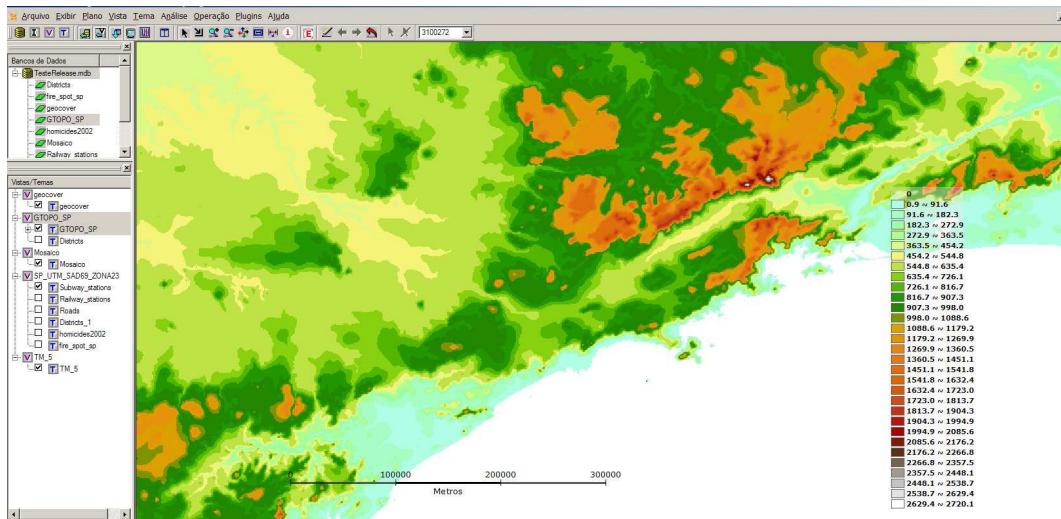 Arquivo Exibir Plano Vista Tema Análise Operação Plugins Ajuda
3100272
Bancos de Dados
TesteRelease.mdb
Districts
fire_spot_sp
geocover
GTOPO_SP
homicides2002
Mosaico
Railway_stations
Vistas/Temas
geocover
geocover
GTOPO_SP
GTOPO_SP
Districts
Mosaico
Mosaico
SP_UTM_SAD69_ZONA23
Subway_stations
Railway_stations
Roads
Districts_1
homicides2002
fire_spot_sp
TM_5
TM_5
0
0.9 ~ 91.6
91.6 ~ 182.3
182.3 ~ 272.9
272.9 ~ 363.5
363.5 ~ 454.2
454.2 ~ 544.8
544.8 ~ 635.4
635.4 ~ 726.1
726.1 ~ 816.7
816.7 ~ 907.3
907.3 ~ 998.0
998.0 ~ 1088.6
1088.6 ~ 1179.2
1179.2 ~ 1269.9
1269.9 ~ 1360.5
1360.5 ~ 1451.1
1451.1 ~ 1541.8
1541.8 ~ 1632.4
1632.4 ~ 1723.0
1723.0 ~ 1813.7
1813.7 ~ 1904.3
1904.3 ~ 1994.9
1994.9 ~ 2085.6
2085.6 ~ 2176.2
2176.2 ~ 2266.8
2266.8 ~ 2357.5
2357.5 ~ 2448.1
2448.1 ~ 2538.7
2538.7 ~ 2629.4
2629.4 ~ 2720.1
0 100000 200000 300000
Metros